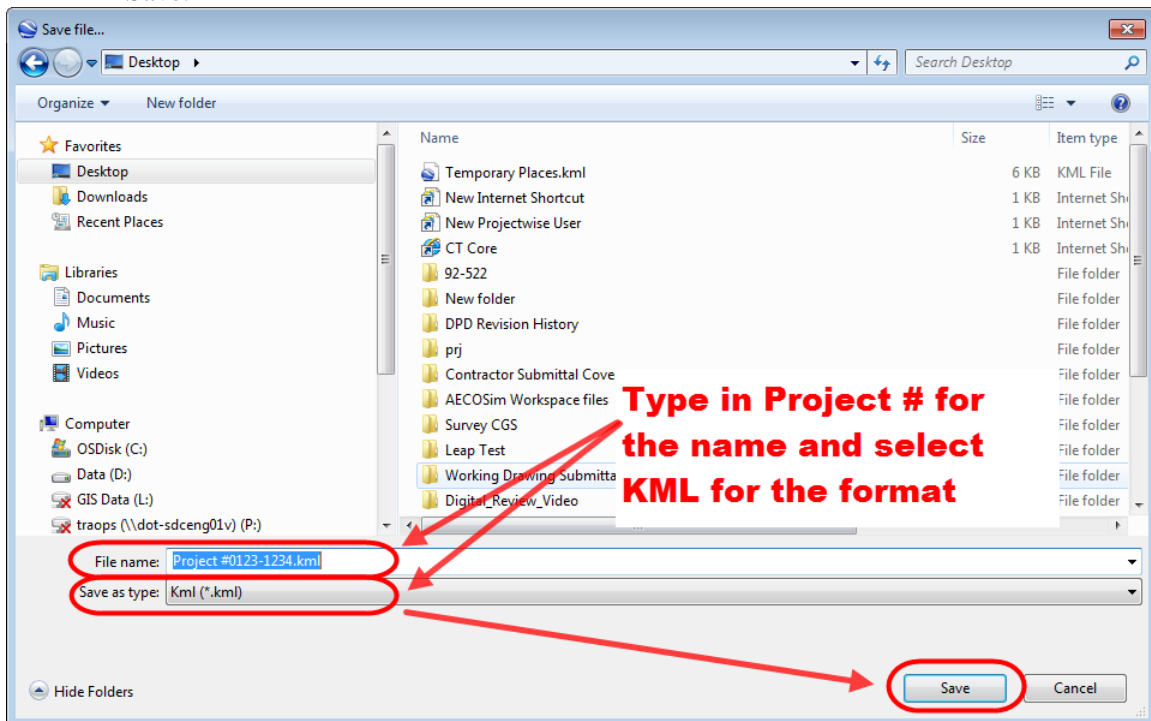 Save file...
Desktop
Search Desktop
Organize New folder
Favorites
Desktop
Downloads
Recent Places
Libraries
Documents
Music
Pictures
Videos
Computer
OSDisk (C:)
Data (D:)
GIS Data (L:)
traops (\\dot-sdceng01v) (P:)
Name Size Item type
Temporary Places.kml 6 KB KML File
New Internet Shortcut 1 KB Internet Sh
New Projectwise User 1 KB Internet Sh
CT Core 1 KB Internet Sh
92-522 File folder
New folder File folder
DPD Revision History File folder
prj File folder
Contractor Submittal Cove File folder
AECOSim Workspace files File folder
Survey CGS File folder
Leap Test File folder
Working Drawing Submitta File folder
Digital_Review_Video File folder
Type in Project # for
the name and select
KML for the format
File name: Project #0123-1234.kml
Save as type: Kml (*.kml)
Hide Folders
Save Cancel